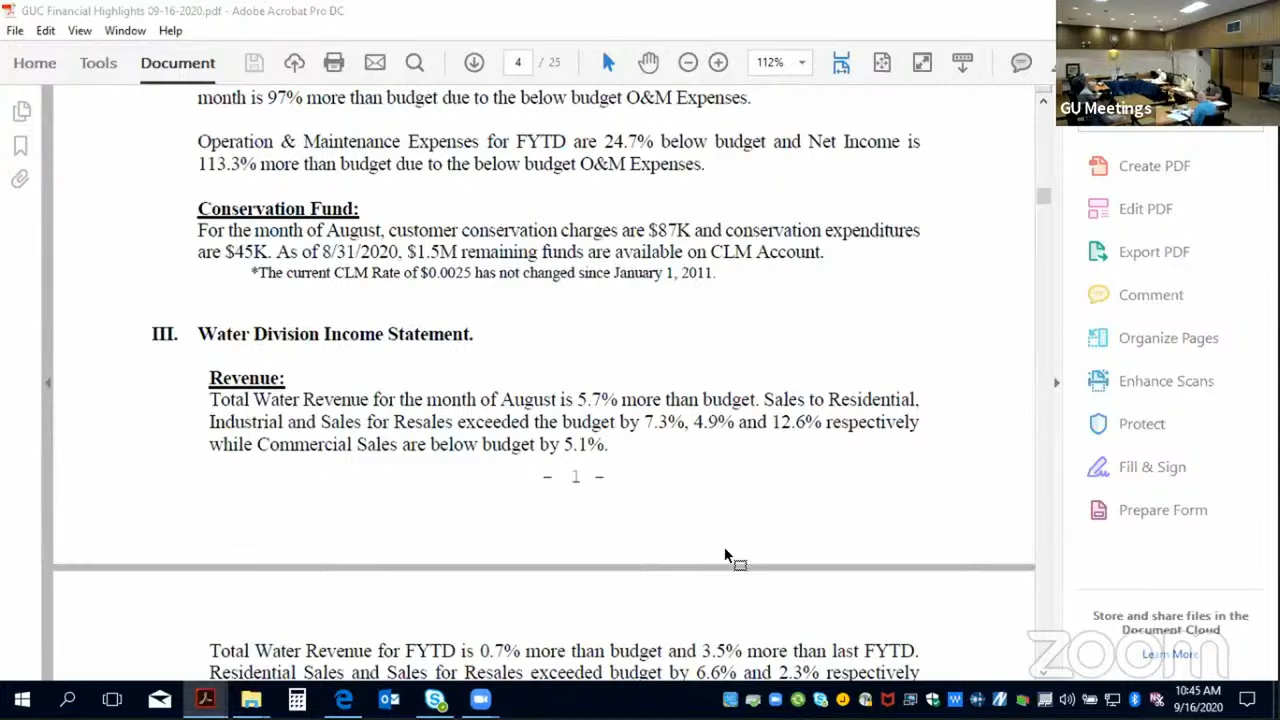 GUC Financial Highlights 09-16-2020.pdf - Adobe Acrobat Pro DC
File Edit View Window Help
Home Tools Document 4 / 25 112%
GU Meetings
month is 97% more than budget due to the below budget O&M Expenses.
Operation & Maintenance Expenses for FYTD are 24.7% below budget and Net Income is
113.3% more than budget due to the below budget O&M Expenses.
Conservation Fund:
For the month of August, customer conservation charges are $87K and conservation expenditures
are $45K. As of 8/31/2020, $1.5M remaining funds are available on CLM Account.
*The current CLM Rate of $0.0025 has not changed since January 1, 2011.
III. Water Division Income Statement.
Revenue:
Total Water Revenue for the month of August is 5.7% more than budget. Sales to Residential,
Industrial and Sales for Resales exceeded the budget by 7.3%, 4.9% and 12.6% respectively
while Commercial Sales are below budget by 5.1%.
- 1 -
Total Water Revenue for FYTD is 0.7% more than budget and 3.5% more than last FYTD.
Residential Sales and Sales for Resales exceeded budget by 6.6% and 2.3% respectively
Create PDF
Edit PDF
Export PDF
Comment
Organize Pages
Enhance Scans
Protect
Fill & Sign
Prepare Form
Store and share files in the
Document Cloud
Learn More
zoom
10:45 AM
9/16/2020